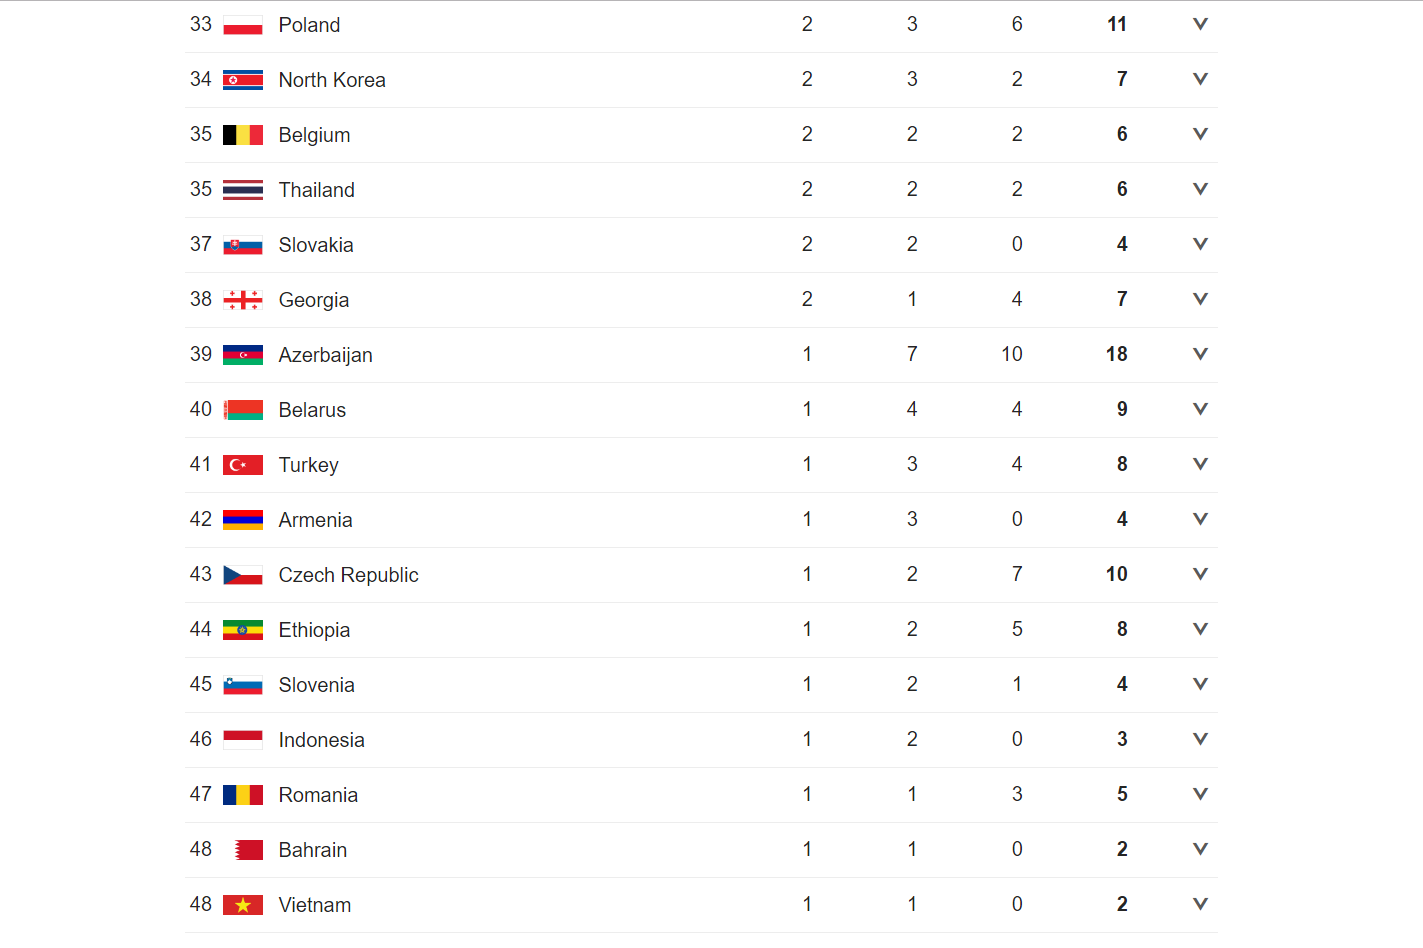 33 Poland 2 3 6 11
34 North Korea 2 3 2 7
35 Belgium 2 2 2 6
35 Thailand 2 2 2 6
37 Slovakia 2 2 0 4
38 Georgia 2 1 4 7
39 Azerbaijan 1 7 10 18
40 Belarus 1 4 4 9
41 Turkey 1 3 4 8
42 Armenia 1 3 0 4
43 Czech Republic 1 2 7 10
44 Ethiopia 1 2 5 8
45 Slovenia 1 2 1 4
46 Indonesia 1 2 0 3
47 Romania 1 1 3 5
48 Bahrain 1 1 0 2
48 Vietnam 1 1 0 2